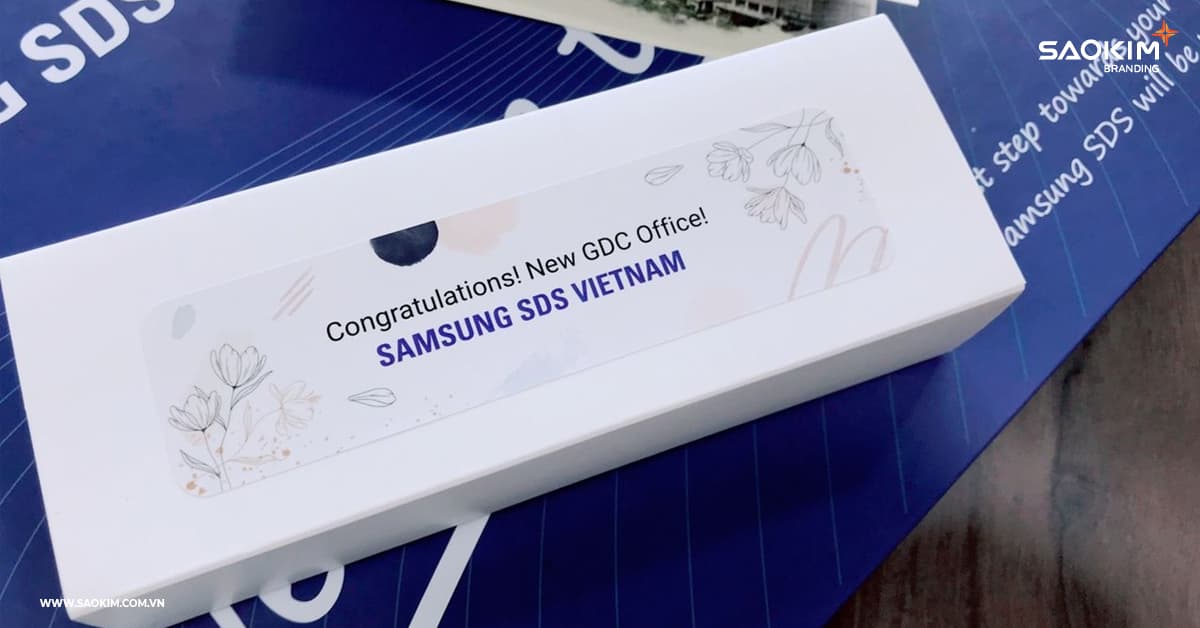 SDS
SAOKIM
BRANDING
step towards your
Samsung SDS will be
Congratulations! New GDC Office!
SAMSUNG SDS VIETNAM
WWW.SAOKIM.COM.VN